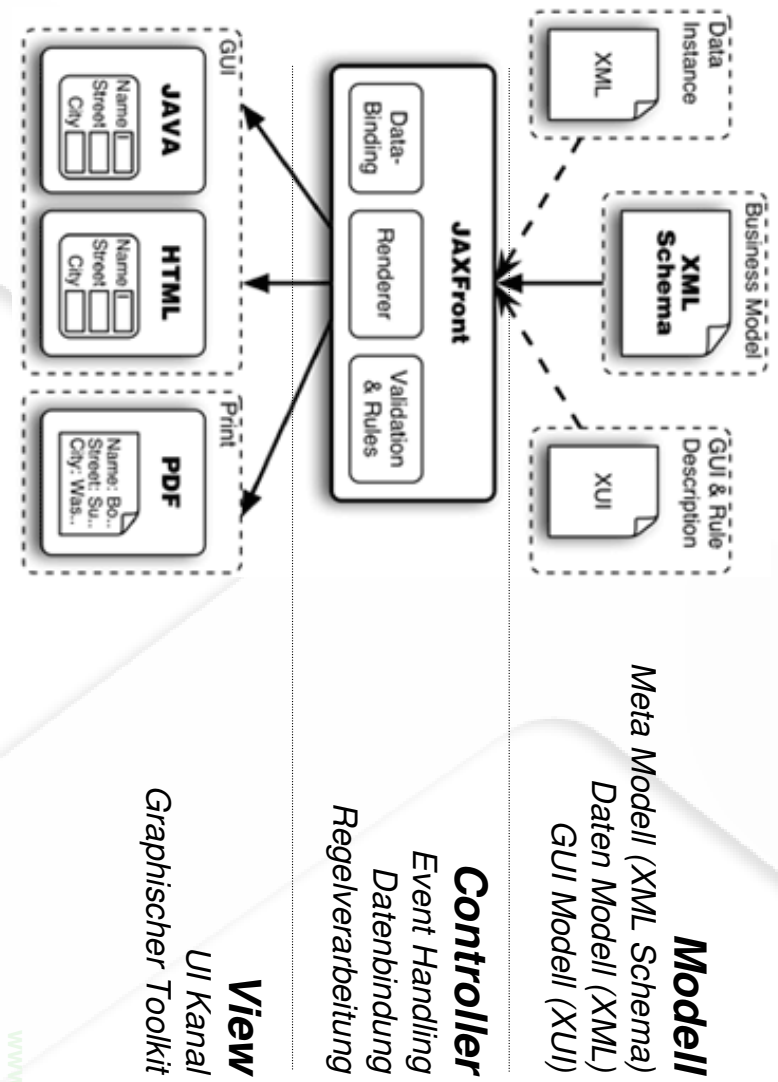 Data
Instance
XML
Business Model
XML
Schema
GUI & Rule
Description
XUI
Modell
Meta Modell (XML Schema)
Daten Modell (XML)
GUI Modell (XUI)
JAXFront
Data-
Binding
Renderer
Validation
& Rules
Controller
Event Handling
Datenbindung
Regelverarbeitung
GUI
JAVA
Name
Street
City
HTML
Name
Street
City
Print
PDF
Name: Bo..
Street: Su..
City: Was..
View
UI Kanal
Graphischer Toolkit